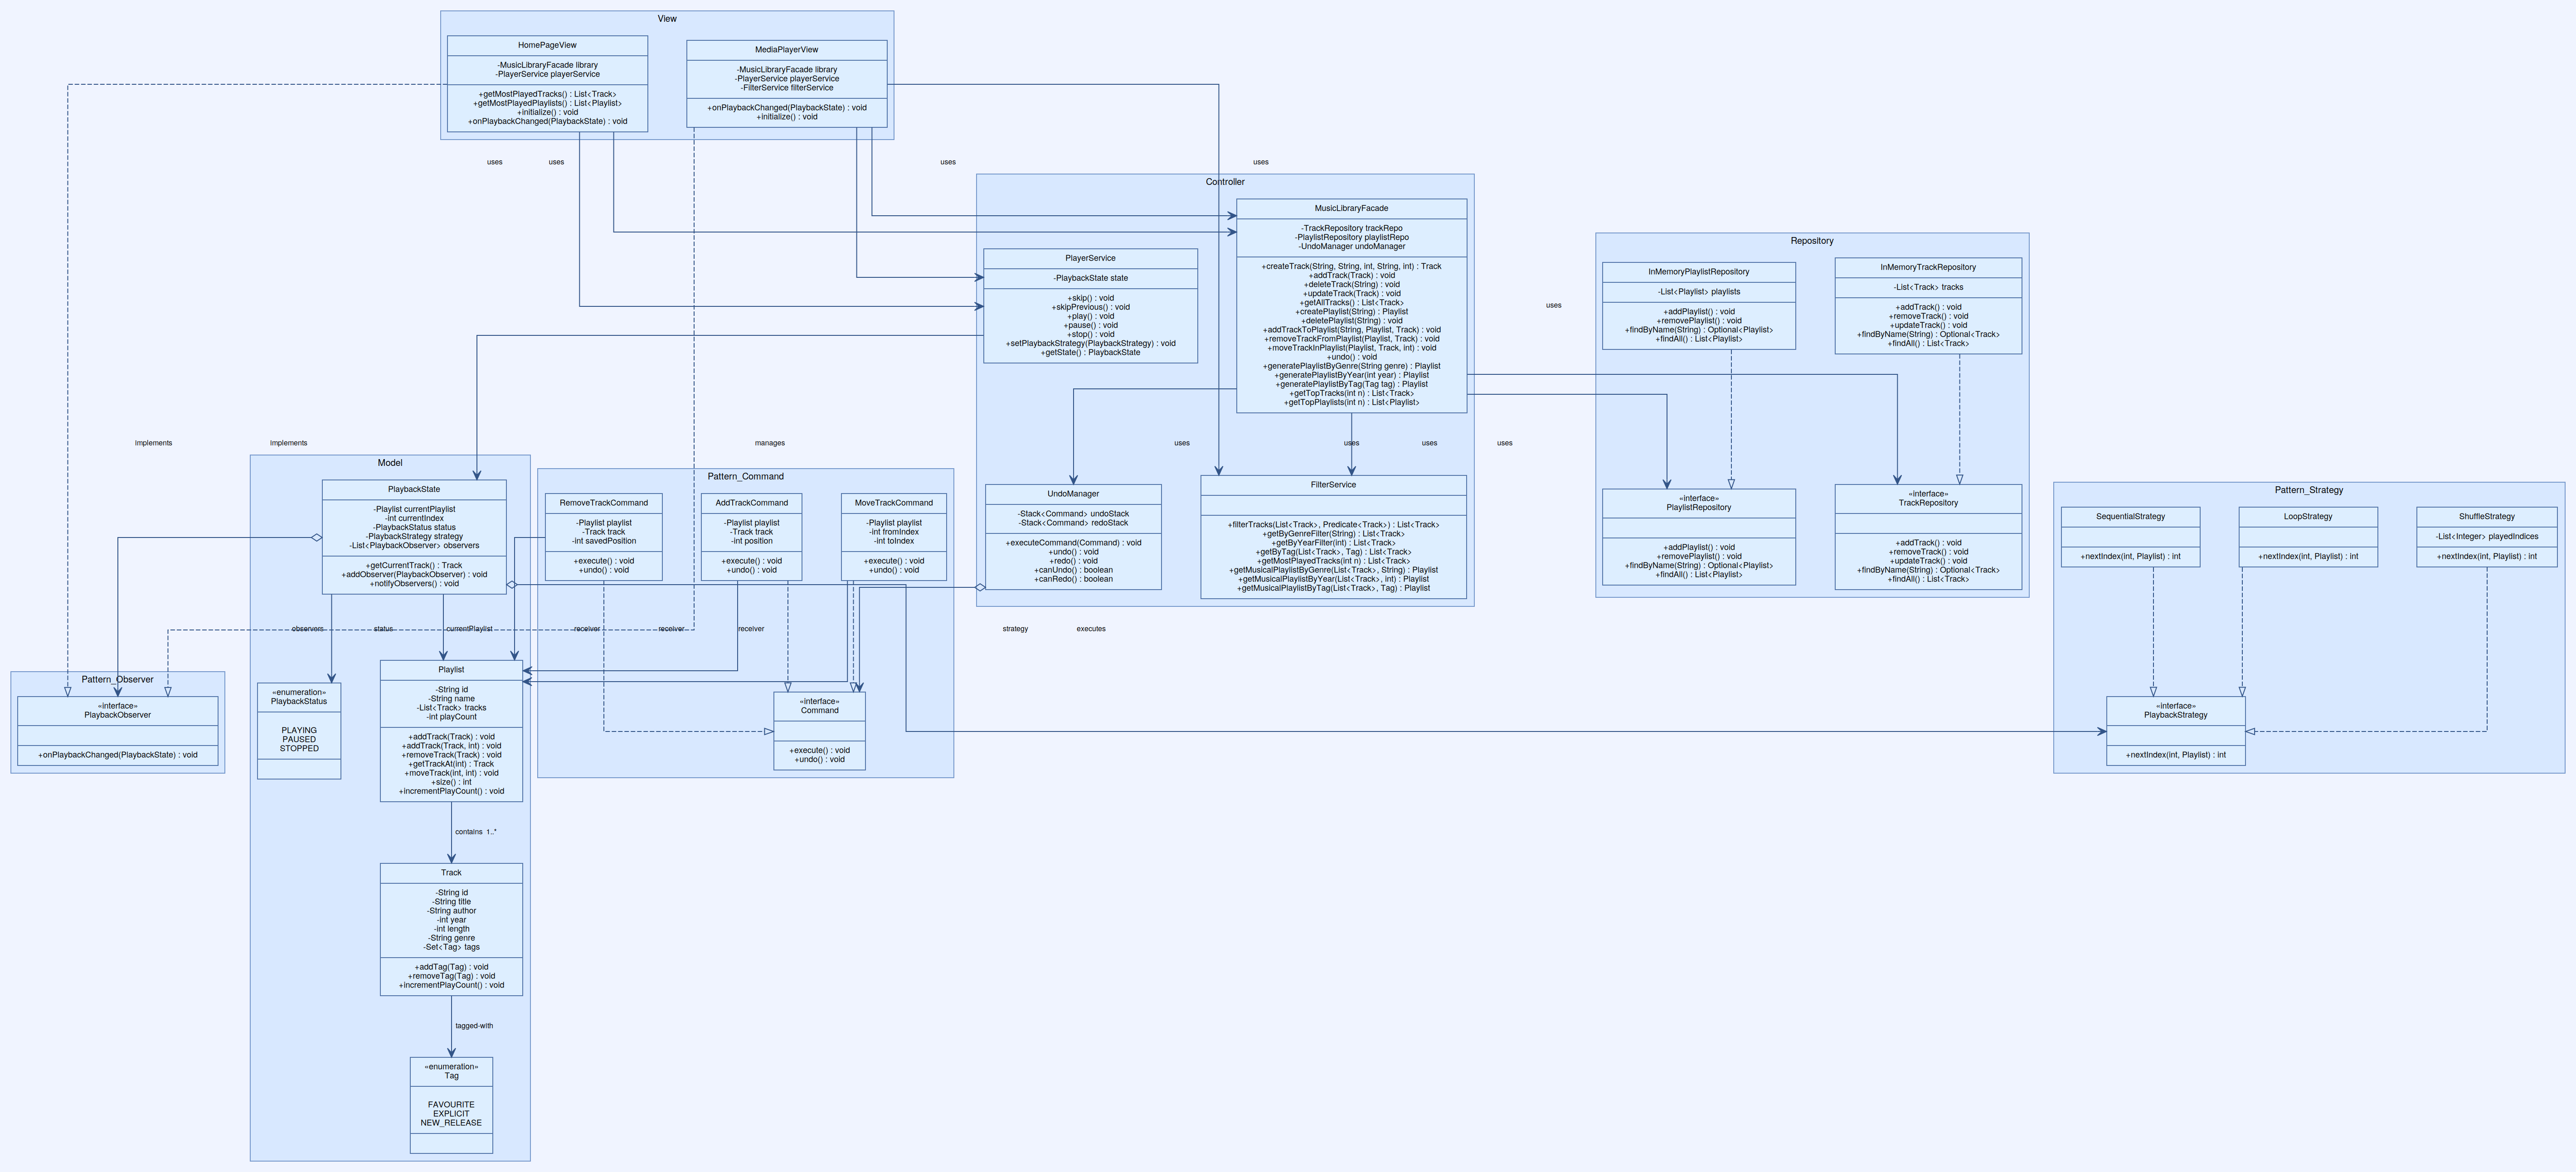 View
HomePageView
-MusicLibraryFacade library
-PlayerService playerService
+getMostPlayedTracks() : List<Track>
+getMostPlayedPlaylists() : List<Playlist>
+initialize() : void
+onPlaybackChanged(PlaybackState) : void
MediaPlayerView
-MusicLibraryFacade library
-PlayerService playerService
-FilterService filterService
+onPlaybackChanged(PlaybackState) : void
+initialize() : void
uses
uses
uses
uses
Controller
MusicLibraryFacade
-TrackRepository trackRepo
-PlaylistRepository playlistRepo
-UndoManager undoManager
+createTrack(String, String, int, String, int) : Track
+addTrack(Track) : void
+deleteTrack(String) : void
+updateTrack(Track) : void
+getAllTracks() : List<Track>
+createPlaylist(String) : Playlist
+deletePlaylist(String) : void
+addTrackToPlaylist(String, Playlist, Track) : void
+removeTrackFromPlaylist(Playlist, Track) : void
+moveTrackInPlaylist(Playlist, Track, int) : void
+undo() : void
+generatePlaylistByGenre(String genre) : Playlist
+generatePlaylistByYear(int year) : Playlist
+generatePlaylistByTag(Tag tag) : Playlist
+getTopTracks(int n) : List<Track>
+getTopPlaylists(int n) : List<Playlist>
PlayerService
-PlaybackState state
+skip() : void
+skipPrevious() : void
+play() : void
+pause() : void
+stop() : void
+setPlaybackStrategy(PlaybackStrategy) : void
+getState() : PlaybackState
uses
Repository
InMemoryPlaylistRepository
-List<Playlist> playlists
+addPlaylist() : void
+removePlaylist() : void
+findByName(String) : Optional<Playlist>
+findAll() : List<Playlist>
InMemoryTrackRepository
-List<Track> tracks
+addTrack() : void
+removeTrack() : void
+updateTrack() : void
+findByName(String) : Optional<Track>
+findAll() : List<Track>
implements
implements
manages
uses
uses
uses
uses
Model
PlaybackState
-Playlist currentPlaylist
-int currentIndex
-PlaybackStatus status
-PlaybackStrategy strategy
-List<PlaybackObserver> observers
+getCurrentTrack() : Track
+addObserver(PlaybackObserver) : void
+notifyObservers() : void
Pattern_Command
RemoveTrackCommand
-Playlist playlist
-Track track
-int savedPosition
+execute() : void
+undo() : void
AddTrackCommand
-Playlist playlist
-Track track
-int position
+execute() : void
+undo() : void
MoveTrackCommand
-Playlist playlist
-int fromIndex
-int toIndex
+execute() : void
+undo() : void
UndoManager
-Stack<Command> undoStack
-Stack<Command> redoStack
+executeCommand(Command) : void
+undo() : void
+redo() : void
+canUndo() : boolean
+canRedo() : boolean
FilterService
+filterTracks(List<Track>, Predicate<Track>) : List<Track>
+getByGenreFilter(String) : List<Track>
+getByYearFilter(int) : List<Track>
+getByTag(List<Track>, Tag) : List<Track>
+getMostPlayedTracks(int n) : List<Track>
+getMusicalPlaylistByGenre(List<Track>, String) : Playlist
+getMusicalPlaylistByYear(List<Track>, int) : Playlist
+getMusicalPlaylistByTag(List<Track>, Tag) : Playlist
«interface»
PlaylistRepository
+addPlaylist() : void
+removePlaylist() : void
+findByName(String) : Optional<Playlist>
+findAll() : List<Playlist>
«interface»
TrackRepository
+addTrack() : void
+removeTrack() : void
+updateTrack() : void
+findByName(String) : Optional<Track>
+findAll() : List<Track>
Pattern_Strategy
SequentialStrategy
+nextIndex(int, Playlist) : int
LoopStrategy
+nextIndex(int, Playlist) : int
ShuffleStrategy
-List<Integer> playedIndices
+nextIndex(int, Playlist) : int
observers
status
currentPlaylist
receiver
receiver
receiver
strategy
executes
Pattern_Observer
«interface»
PlaybackObserver
+onPlaybackChanged(PlaybackState) : void
«enumeration»
PlaybackStatus
PLAYING
PAUSED
STOPPED
Playlist
-String id
-String name
-List<Track> tracks
-int playCount
+addTrack(Track) : void
+addTrack(Track, int) : void
+removeTrack(Track) : void
+getTrackAt(int) : Track
+moveTrack(int, int) : void
+size() : int
+incrementPlayCount() : void
«interface»
Command
+execute() : void
+undo() : void
«interface»
PlaybackStrategy
+nextIndex(int, Playlist) : int
contains 1..*
Track
-String id
-String title
-String author
-int year
-int length
-String genre
-Set<Tag> tags
+addTag(Tag) : void
+removeTag(Tag) : void
+incrementPlayCount() : void
tagged-with
«enumeration»
Tag
FAVOURITE
EXPLICIT
NEW_RELEASE